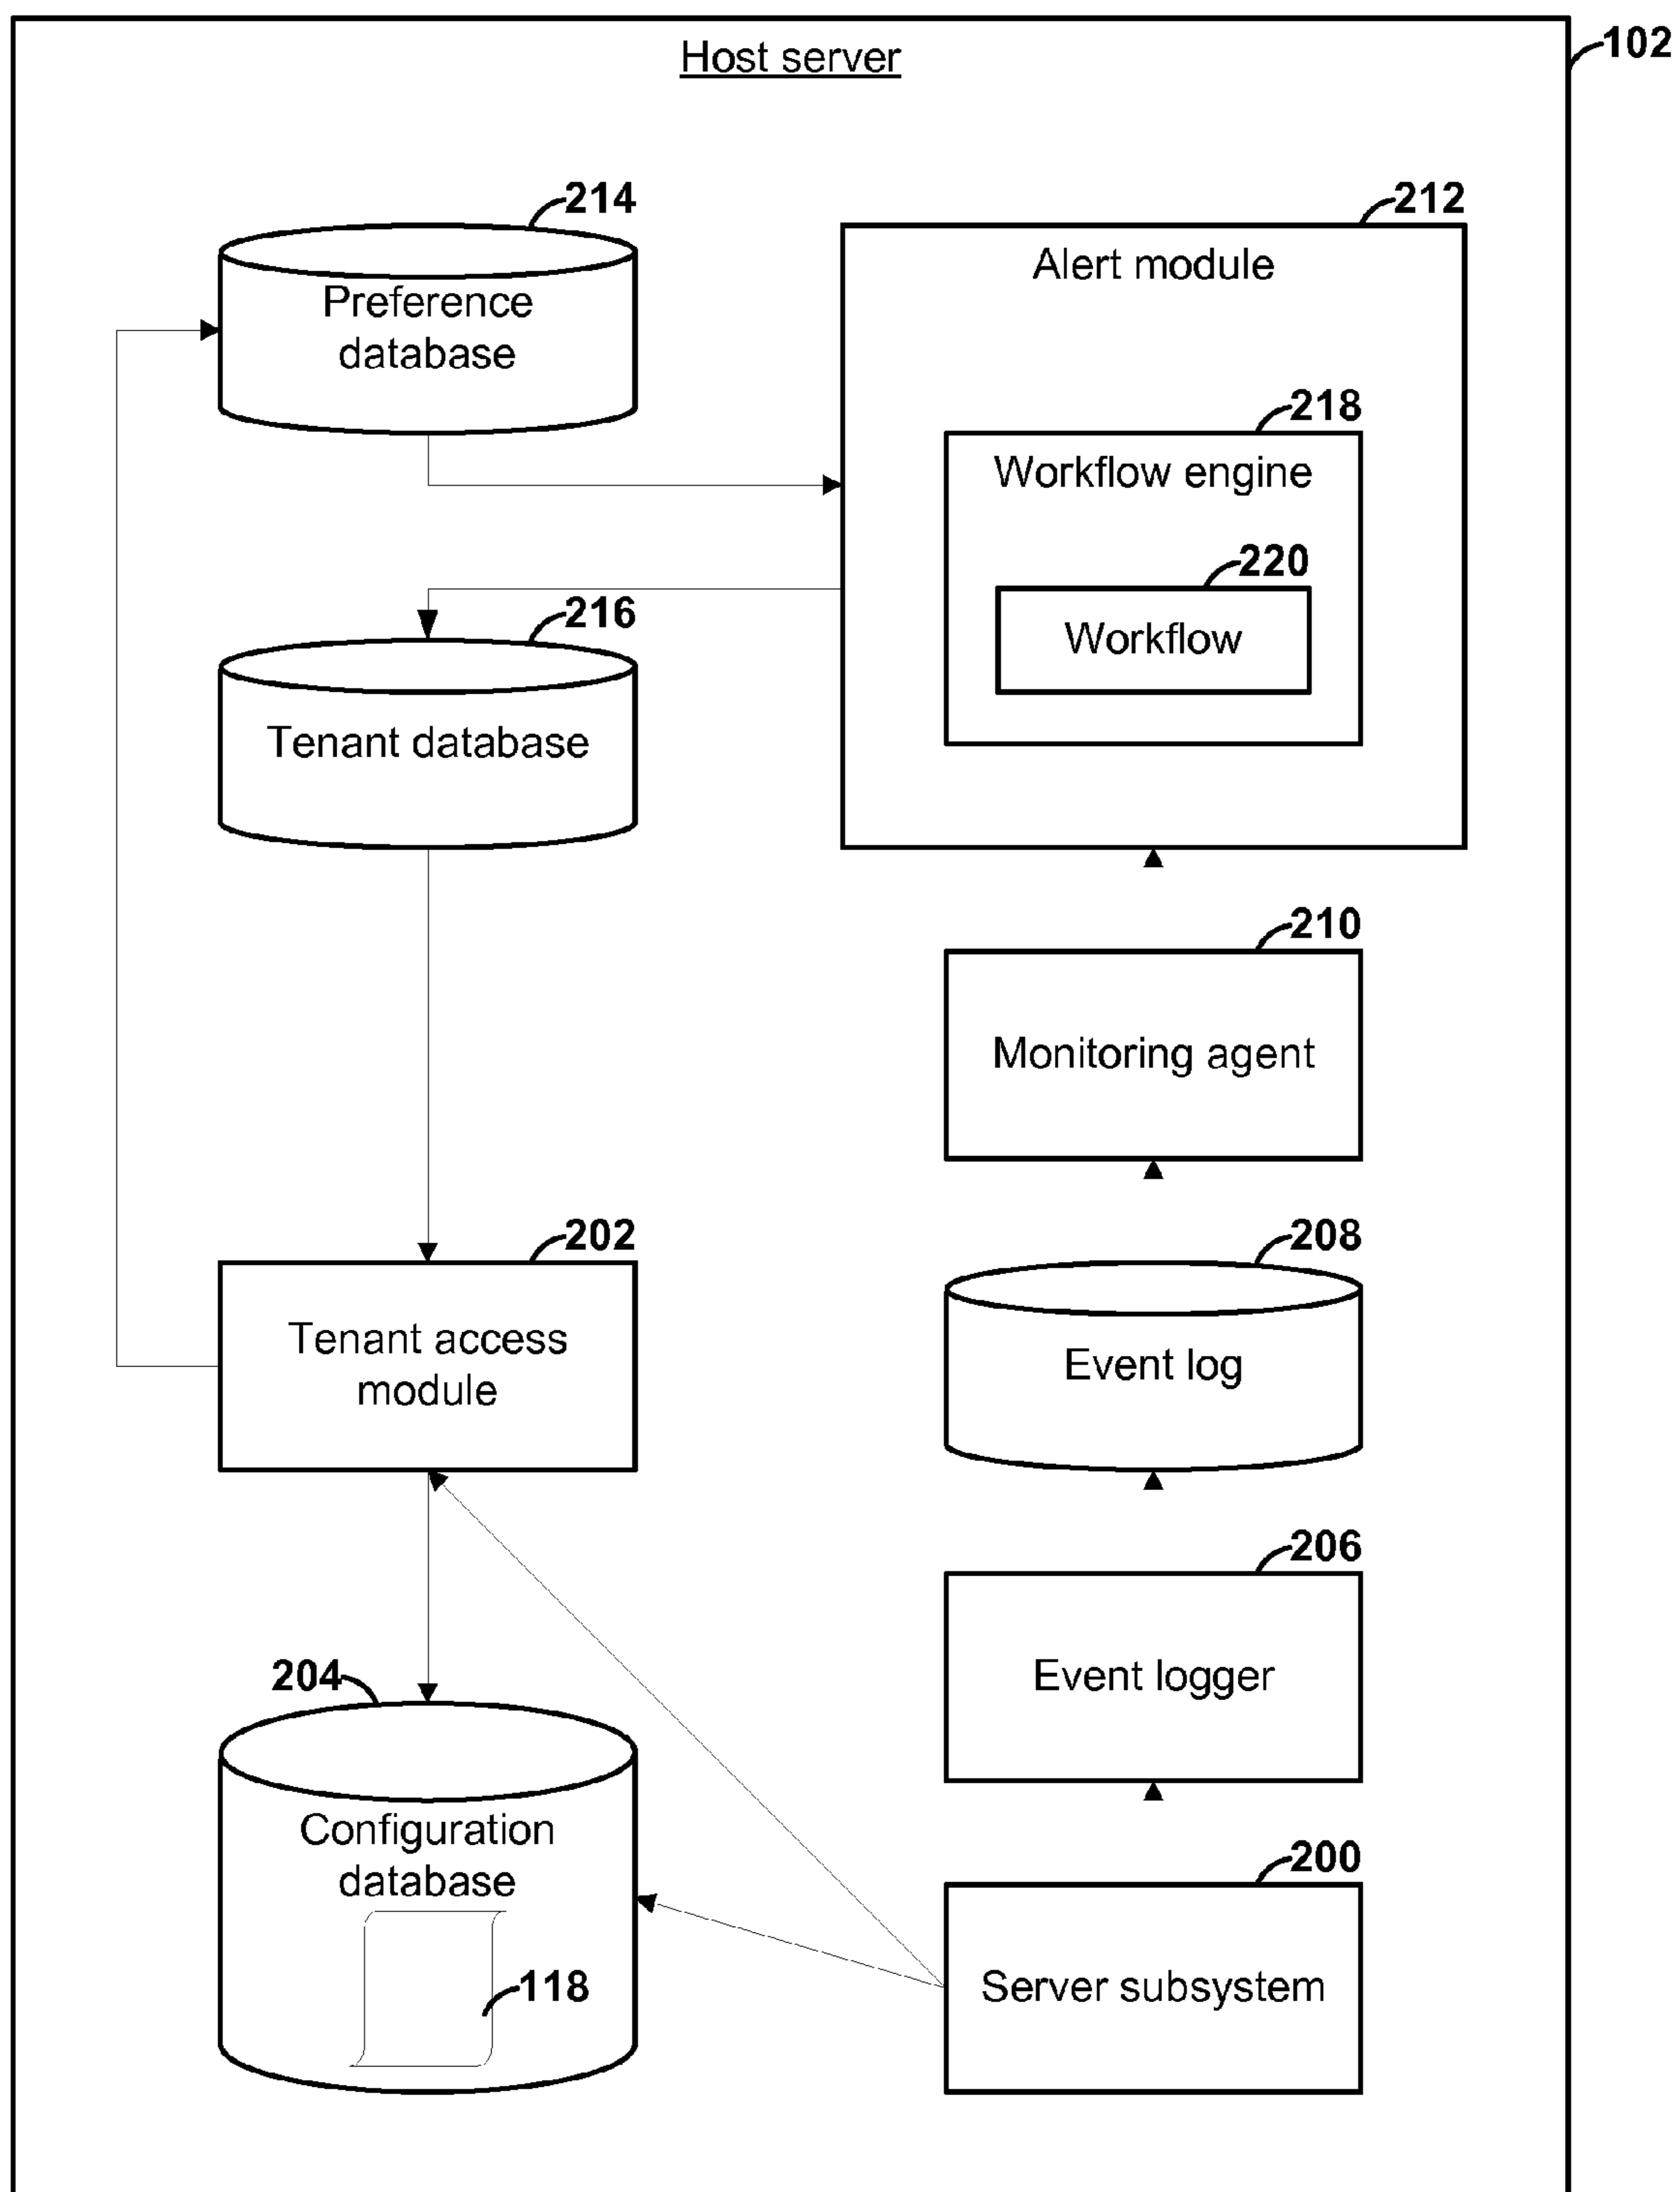 Host server
102
214
212
Preference
database
Alert module
218
Workflow engine
220
Workflow
216
Tenant database
210
Monitoring agent
202
208
Tenant access
module
Event log
206
Event logger
204
Configuration
database
200
118
Server subsystem